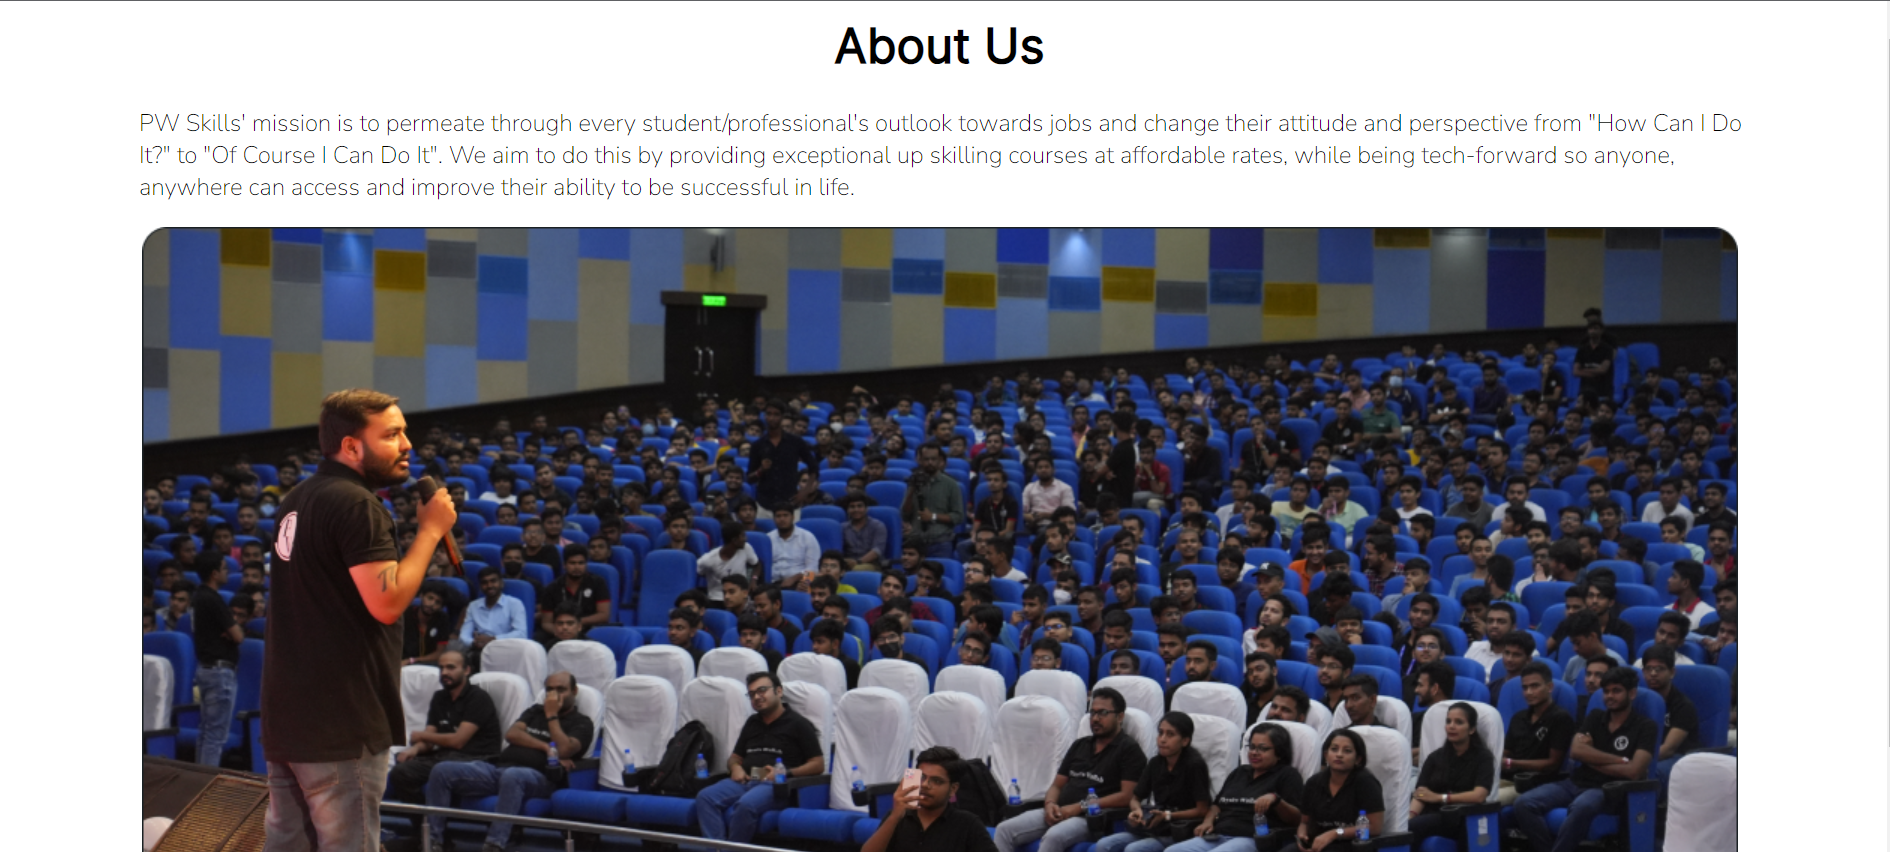 About Us
PW Skills' mission is to permeate through every student/professional's outlook towards jobs and change their attitude and perspective from "How Can I Do
It?" to "Of Course I Can Do It". We aim to do this by providing exceptional up skilling courses at affordable rates, while being tech-forward so anyone,
anywhere can access and improve their ability to be successful in life.